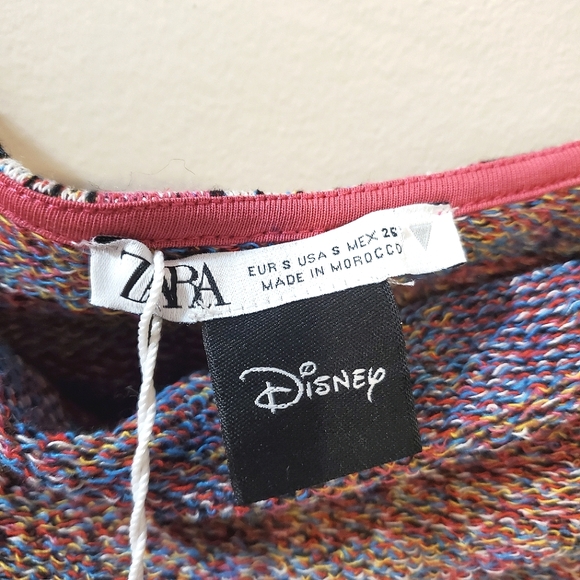 ZARA
EUR S USA S MEX 26
MADE IN MOROCCO
Disney